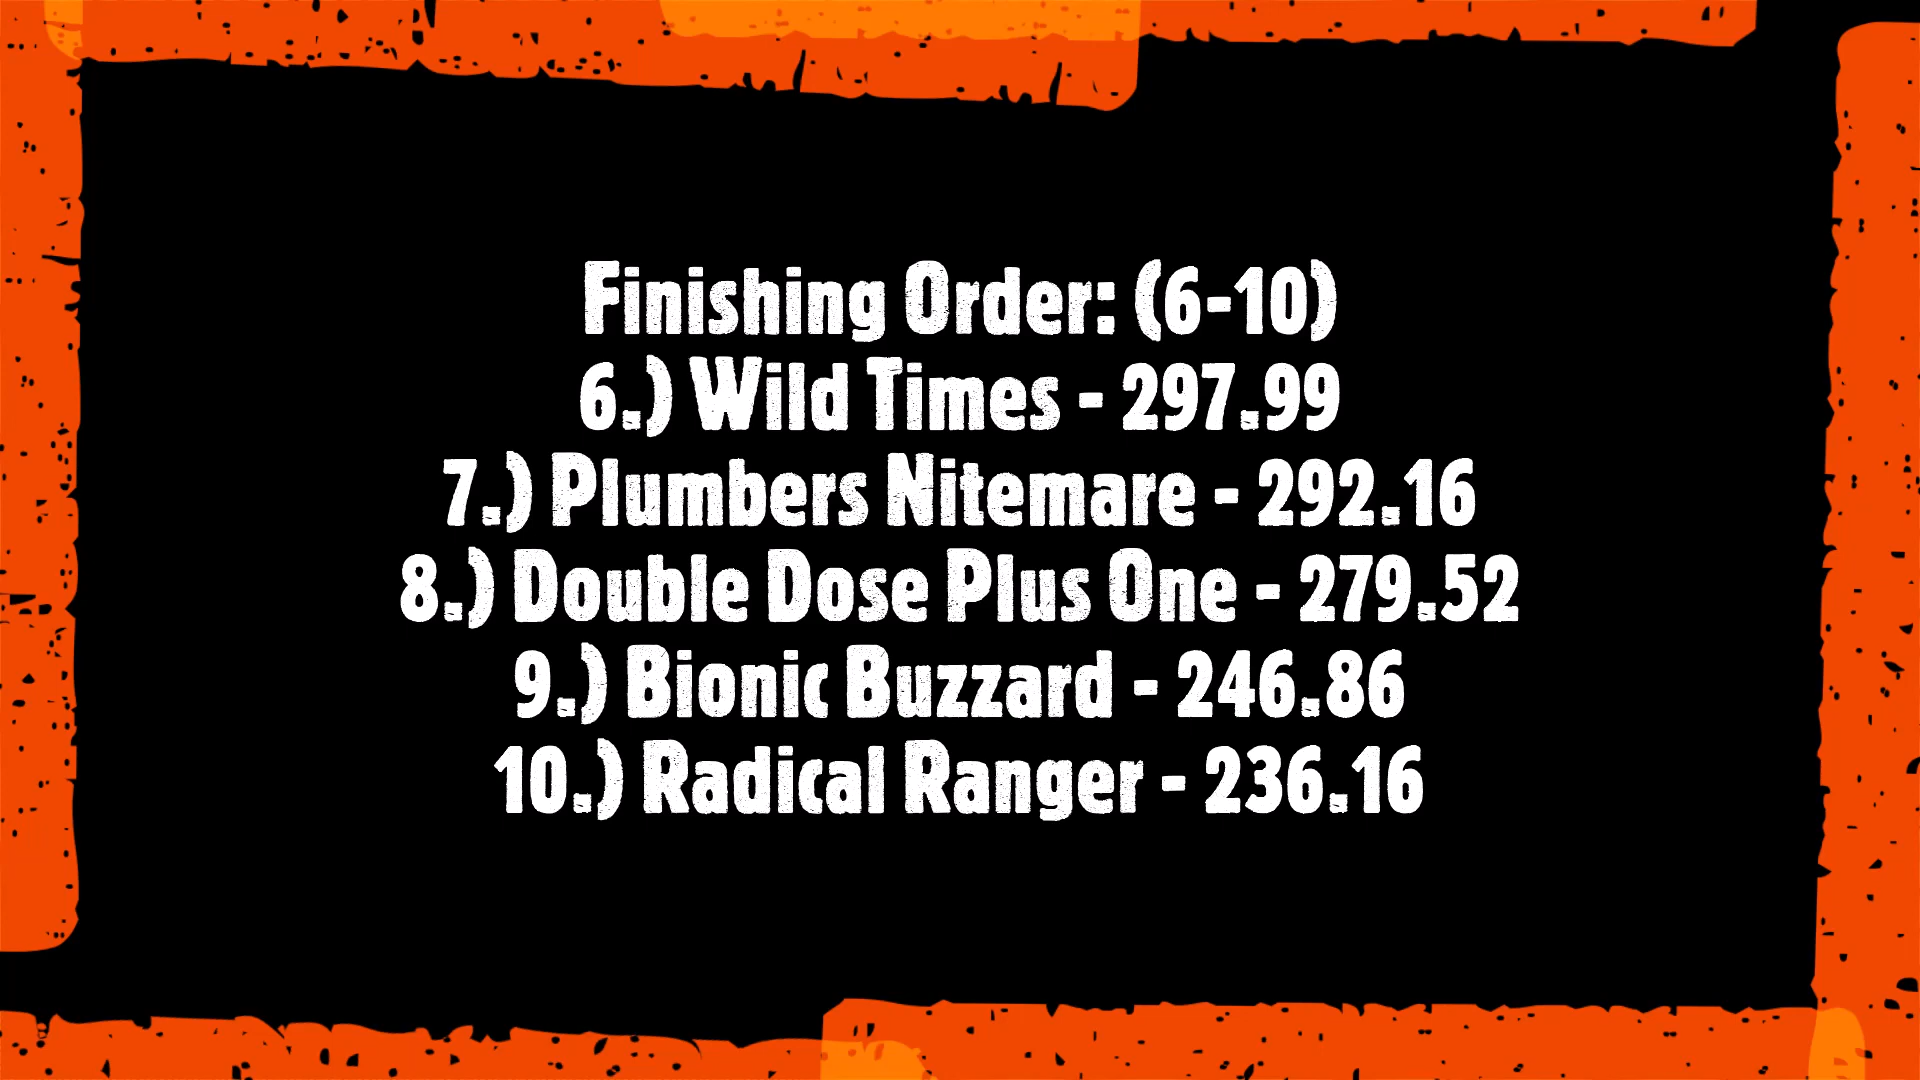 Finishing Order: (6-10)
6.) Wild Times - 297.99
7.) Plumbers Nitemare - 292.16
8.) Double Dose Plus One - 279.52
9.) Bionic Buzzard - 246.86
10.) Radical Ranger - 236.16